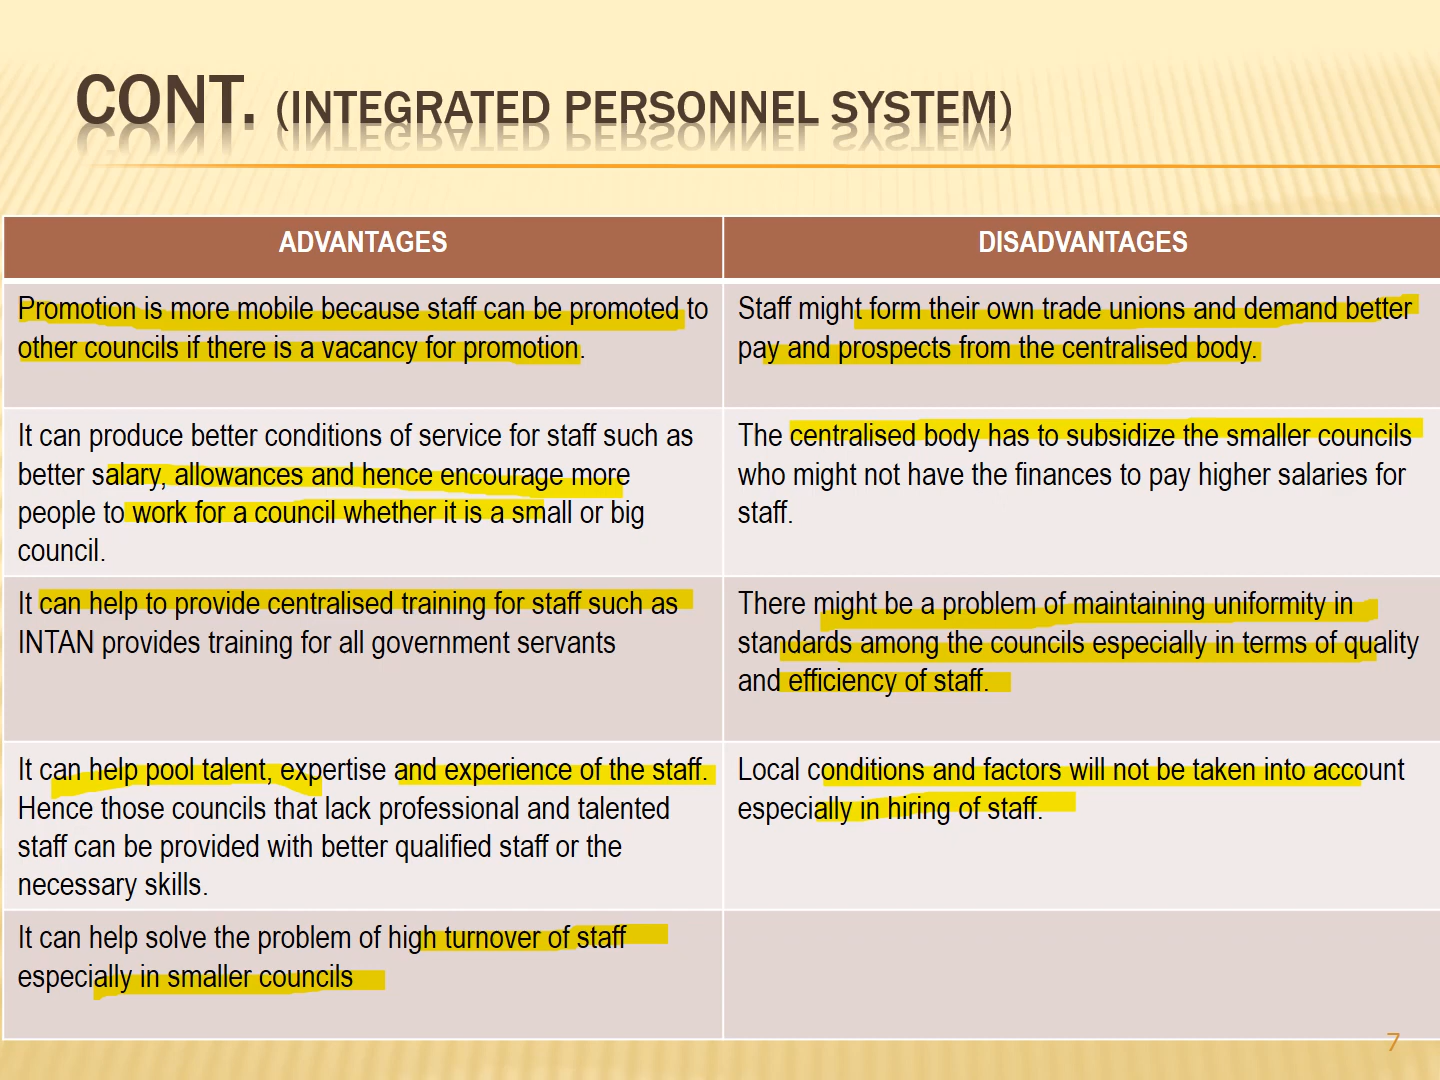 CONT. (INTEGRATED PERSONNEL SYSTEM)
ADVANTAGES
DISADVANTAGES
Promotion is more mobile because staff can be promoted to
other councils if there is a vacancy for promotion.
Staff might form their own trade unions and demand better
pay and prospects from the centralised body.
It can produce better conditions of service for staff such as
better salary, allowances and hence encourage more
people to work for a council whether it is a small or big
council.
The centralised body has to subsidize the smaller councils
who might not have the finances to pay higher salaries for
staff.
It can help to provide centralised training for staff such as
INTAN provides training for all government servants
There might be a problem of maintaining uniformity in
standards among the councils especially in terms of quality
and efficiency of staff.
It can help pool talent, expertise and experience of the staff.
Hence those councils that lack professional and talented
staff can be provided with better qualified staff or the
necessary skills.
Local conditions and factors will not be taken into account
especially in hiring of staff.
It can help solve the problem of high turnover of staff
especially in smaller councils
7